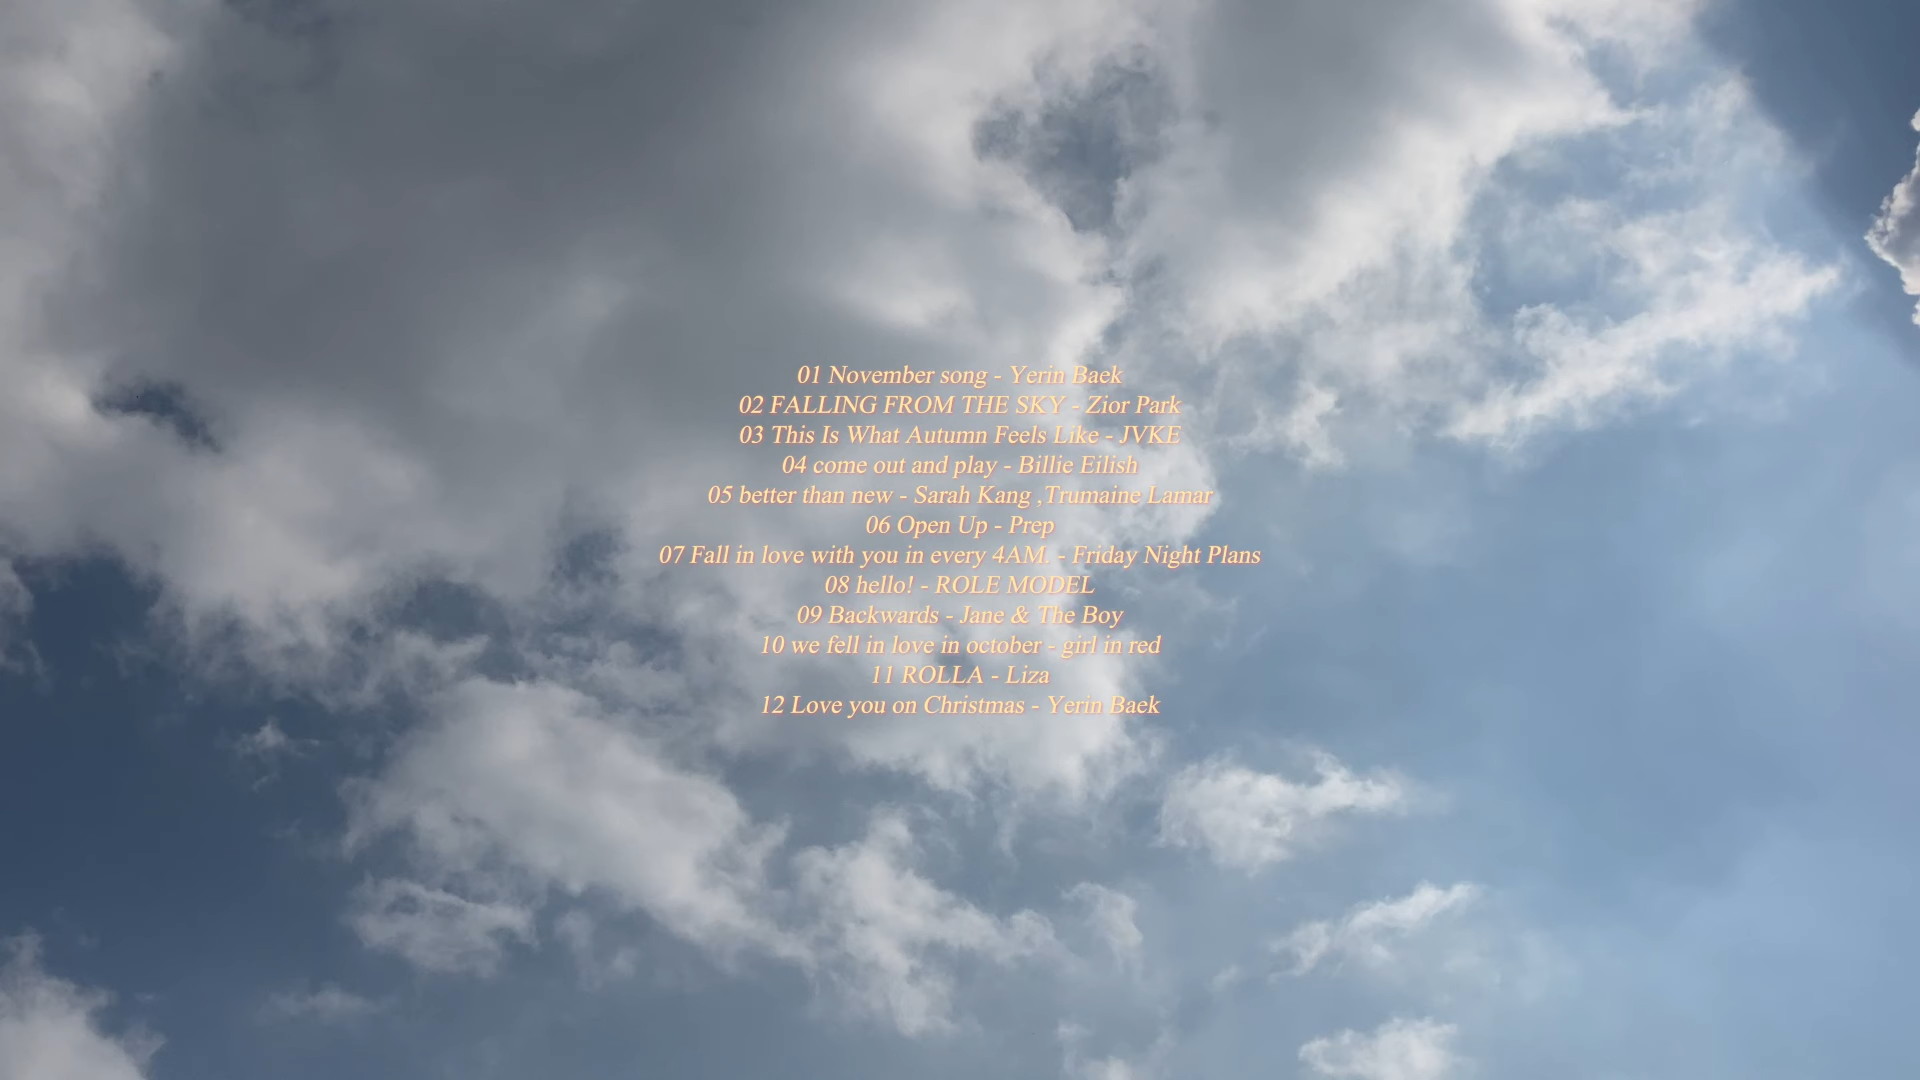 01 November song - Yerin Baek
02 FALLING FROM THE SKY - Zior Park
03 This Is What Autumn Feels Like - JVKE
04 come out and play - Billie Eilish
05 better than new - Sarah Kang ,Trumaine Lamar
06 Open Up - Prep
07 Fall in love with you in every 4AM. - Friday Night Plans
08 hello! - ROLE MODEL
09 Backwards - Jane & The Boy
10 we fell in love in october - girl in red
11 ROLLA - Liza
12 Love you on Christmas - Yerin Baek